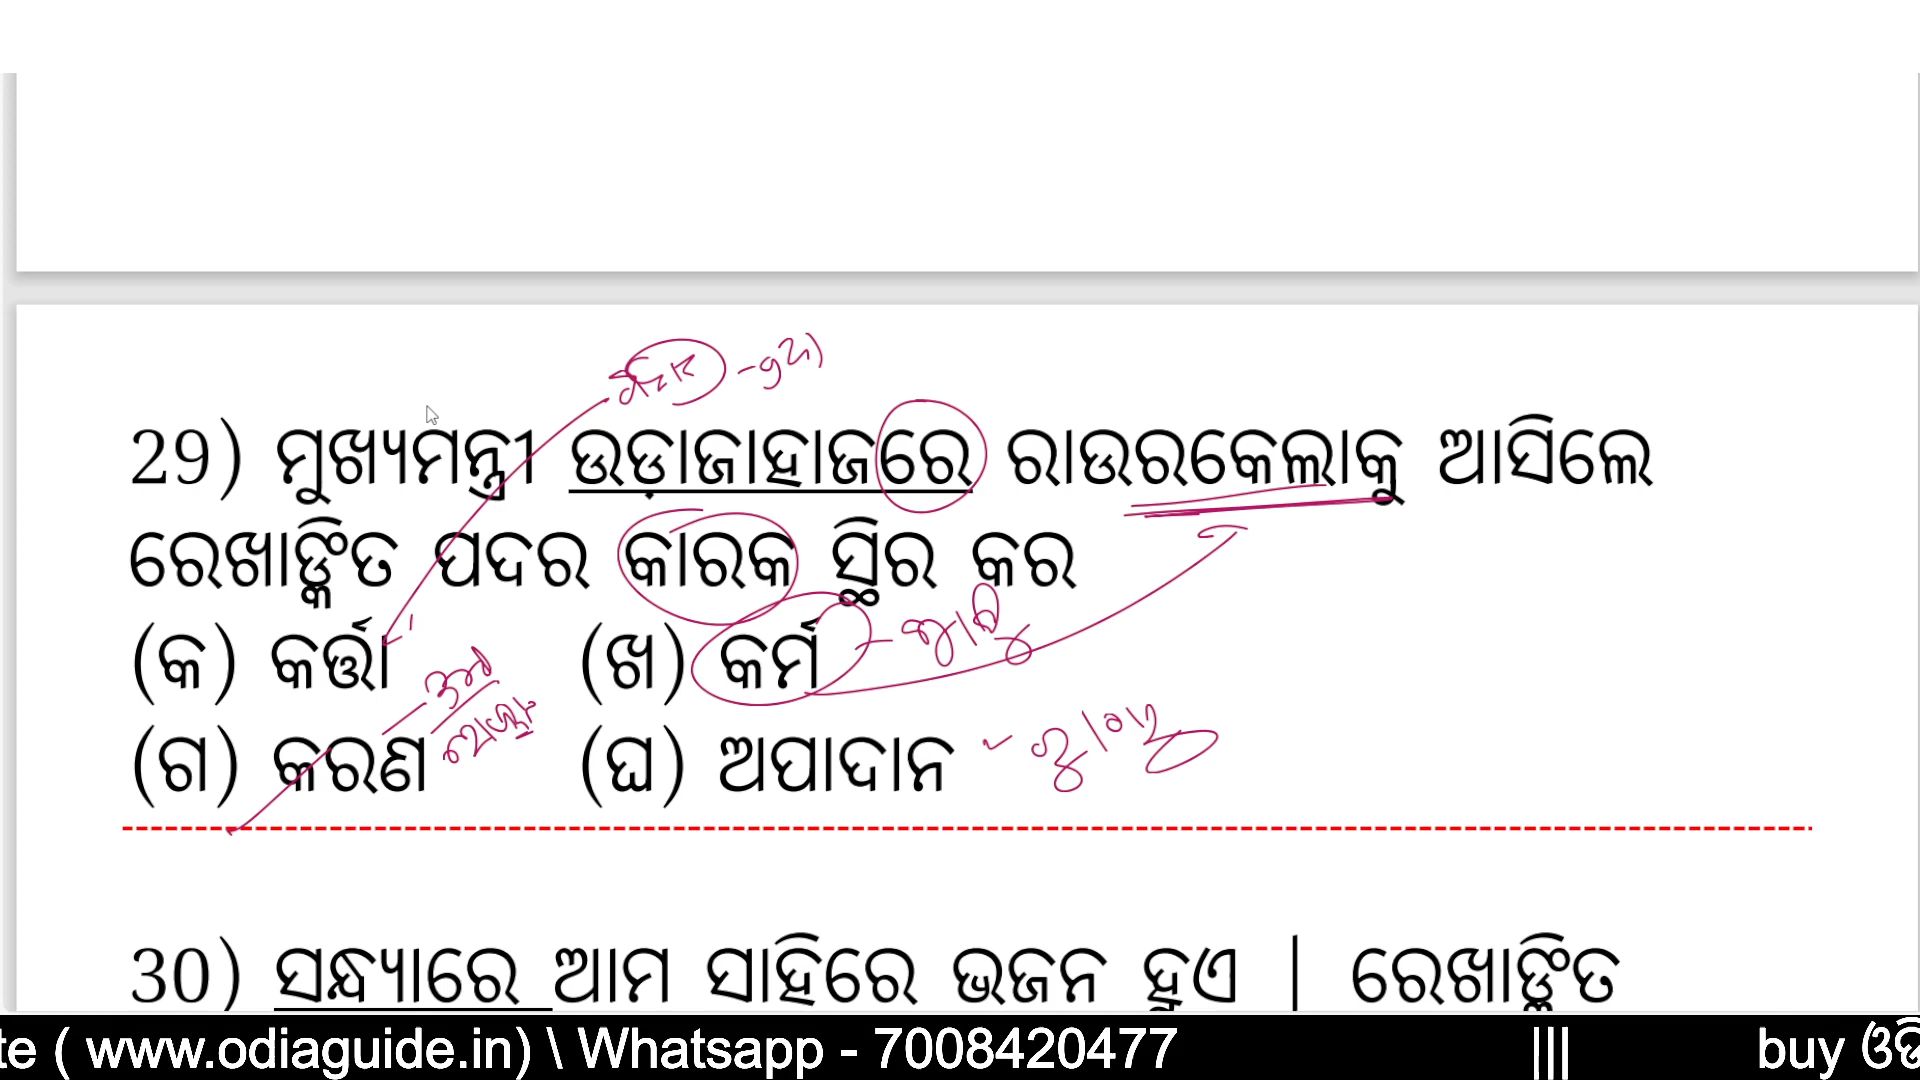 29) ମୁଖ୍ୟମନ୍ତ୍ରୀ ଉଡ଼ାଜାହାଜରେ ରାଉରକେଲାକୁ ଆସିଲେ
ରେଖାଙ୍କିତ ପଦର କାରକ ସ୍ଥିର କର
(କ) କର୍ତ୍ତା (ଖ) କର୍ମ
(ଗ) କରଣ (ଘ) ଅପାଦାନ
30) ସନ୍ଧ୍ୟାରେ ଆମ ସାହିରେ ଭଜନ ହୁଏ | ରେଖାଙ୍କିତ
te ( www.odiaguide.in) \ Whatsapp - 7008420477 ||| buy